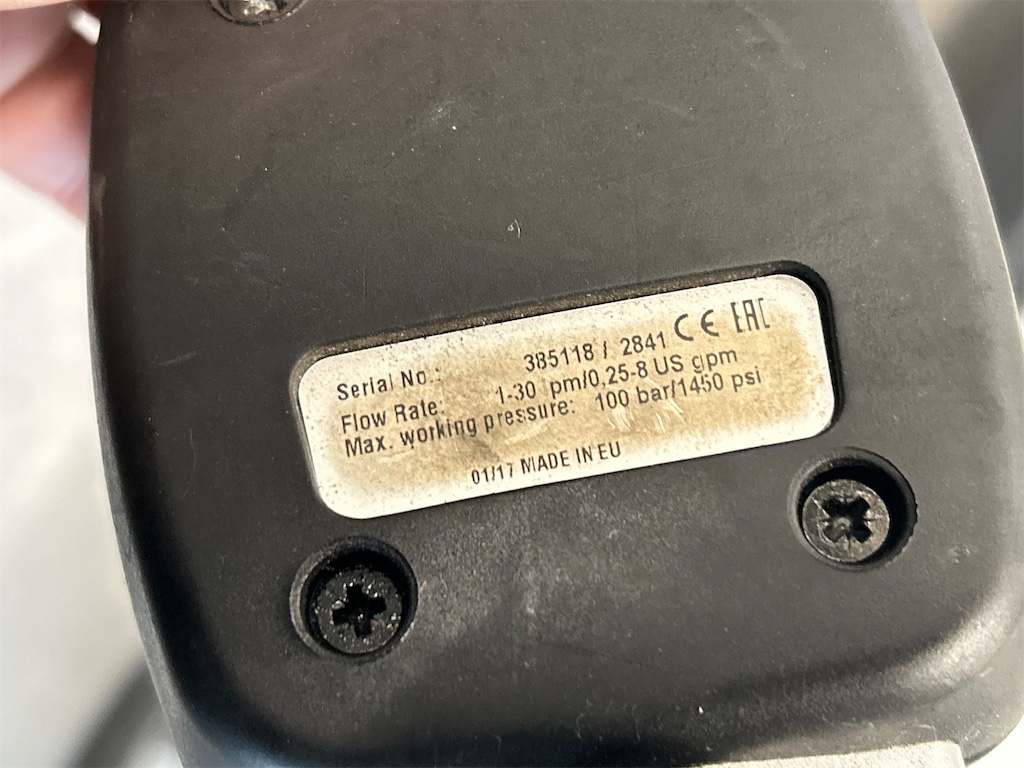 CE EAC
Serial No.: 385118 / 2841
Flow Rate: 1-30 lpm/0,25-8 US gpm
Max. working pressure: 100 bar/1450 psi
01/17 MADE IN EU